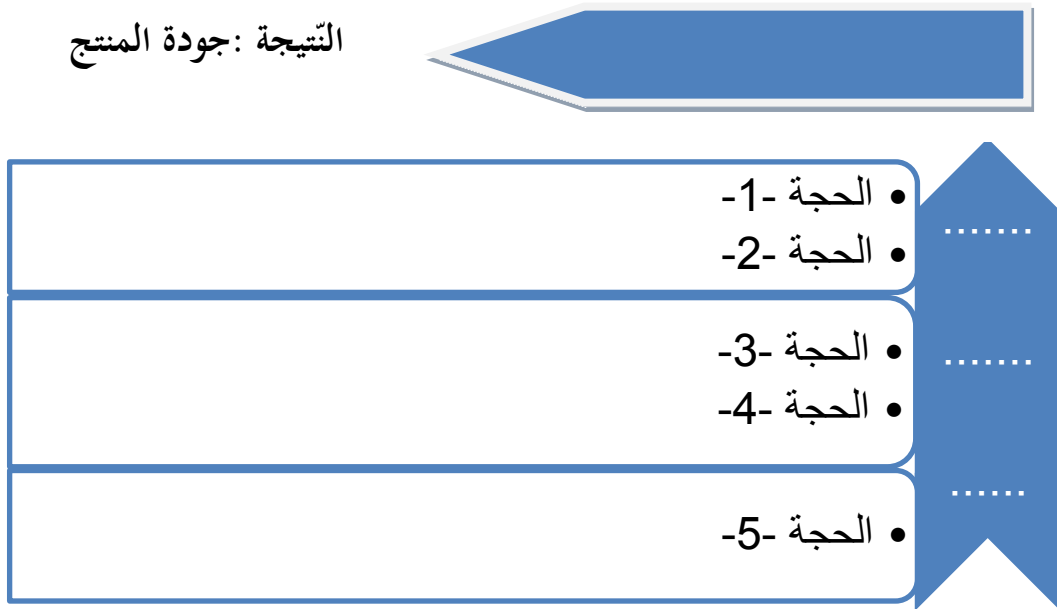 النّتيجة :جودة المنتج
• الحجة -1-
.......
• الحجة -2-
• الحجة -3-
.......
• الحجة -4-
......
• الحجة -5-